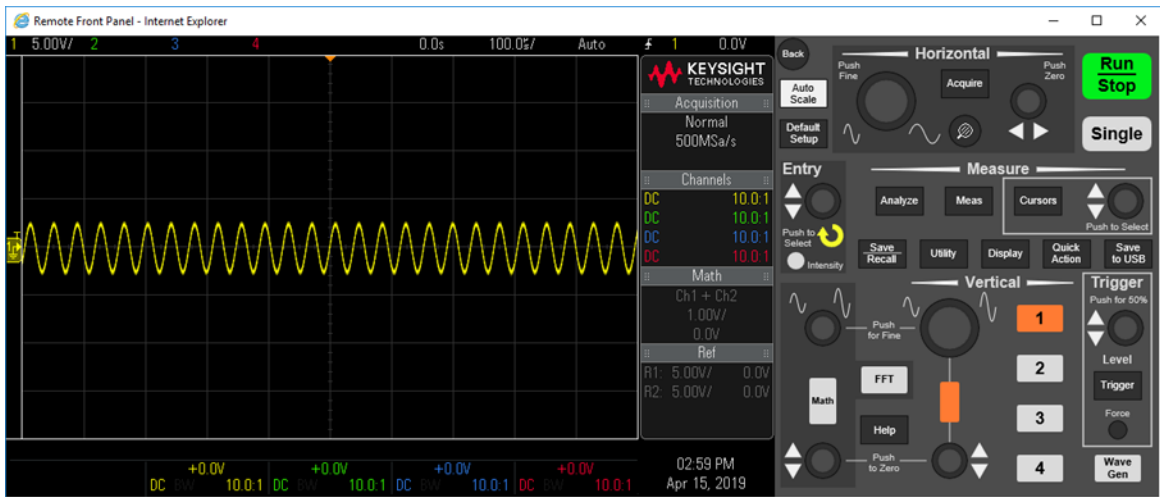 Remote Front Panel - Internet Explorer
1 5.00V/ 2 3 4 0.0s 100.0s/ Auto 1 0.0V
KEYSIGHT
TECHNOLOGIES
Acquisition
Normal
500MSa/s
Channels
DC 10.0:1
DC 10.0:1
DC 10.0:1
DC 10.0:1
Math
Ch1 + Ch2
1.00V/
0.0V
Ref
R1: 5.00V/ 0.0V
R2: 5.00V/ 0.0V
+0.0V +0.0V +0.0V +0.0V
DC BW 10.0:1 DC BW 10.0:1 DC BW 10.0:1 DC BW 10.0:1
02:59 PM
Apr 15, 2019
T
1
Back
Horizontal
Push
Fine
Push
Zero
Run
Stop
Auto
Scale
Acquire
Default
Setup
Single
Entry
Measure
Analyze
Meas
Cursors
Push to
Select
Push to Select
Intensity
Save
Recall
Utility
Display
Quick
Action
Save
to USB
Vertical
Trigger
Push for 50%
Push
for Fine
1
Level
FFT
2
Trigger
Math
Force
Help
3
Push
to Zero
4
Wave
Gen